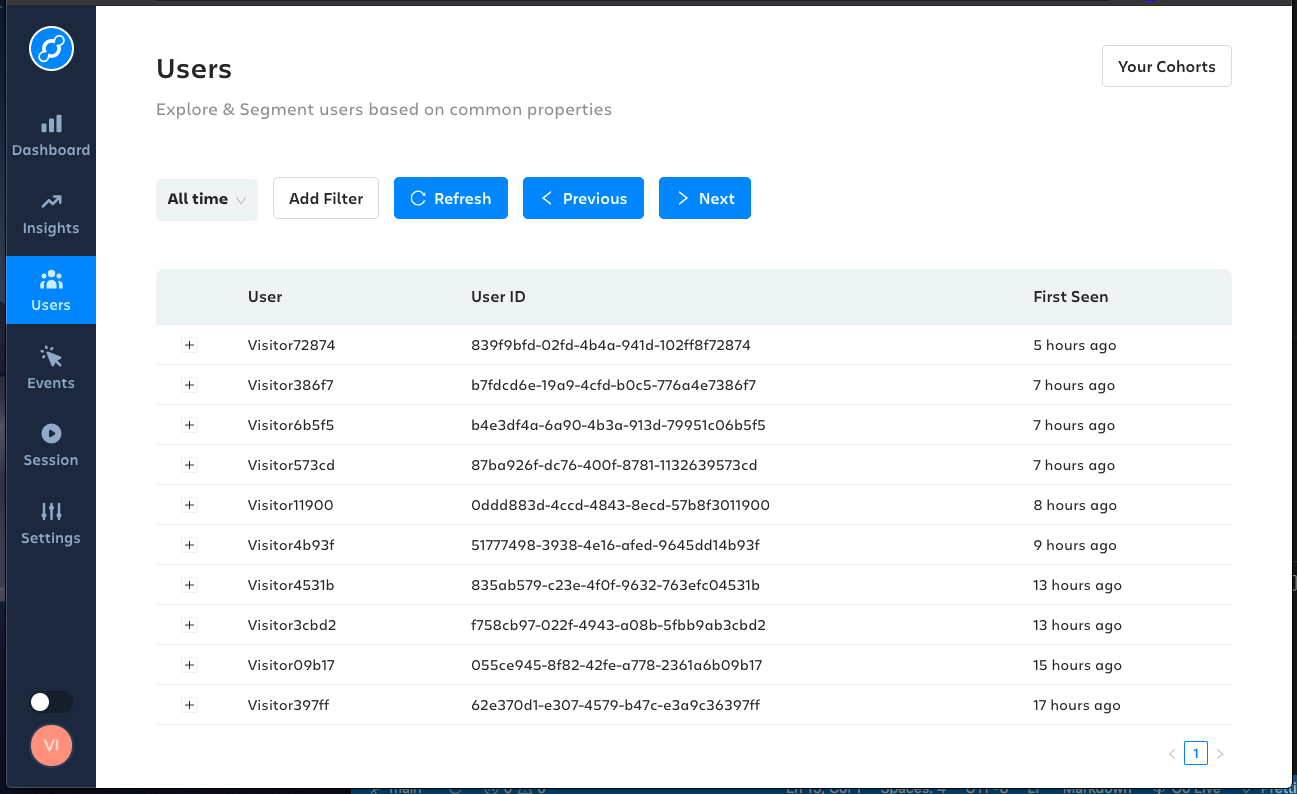 Users
Your Cohorts
Explore & Segment users based on common properties
Dashboard
Insights
Users
Events
Session
Settings
VI
All time Add Filter Refresh Previous Next
User User ID First Seen
Visitor72874 839f9bfd-02fd-4b4a-941d-102ff8f72874 5 hours ago
Visitor386f7 b7fdcd6e-19a9-4cfd-b0c5-776a4e7386f7 7 hours ago
Visitor6b5f5 b4e3df4a-6a90-4b3a-913d-79951c06b5f5 7 hours ago
Visitor573cd 87ba926f-dc76-400f-8781-1132639573cd 7 hours ago
Visitor11900 0ddd883d-4ccd-4843-8ecd-57b8f3011900 8 hours ago
Visitor4b93f 51777498-3938-4e16-afed-9645dd14b93f 9 hours ago
Visitor4531b 835ab579-c23e-4f0f-9632-763efc04531b 13 hours ago
Visitor3cbd2 f758cb97-022f-4943-a08b-5fbb9ab3cbd2 13 hours ago
Visitor09b17 055ce945-8f82-42fe-a778-2361a6b09b17 15 hours ago
Visitor397ff 62e370d1-e307-4579-b47c-e3a9c36397ff 17 hours ago
1